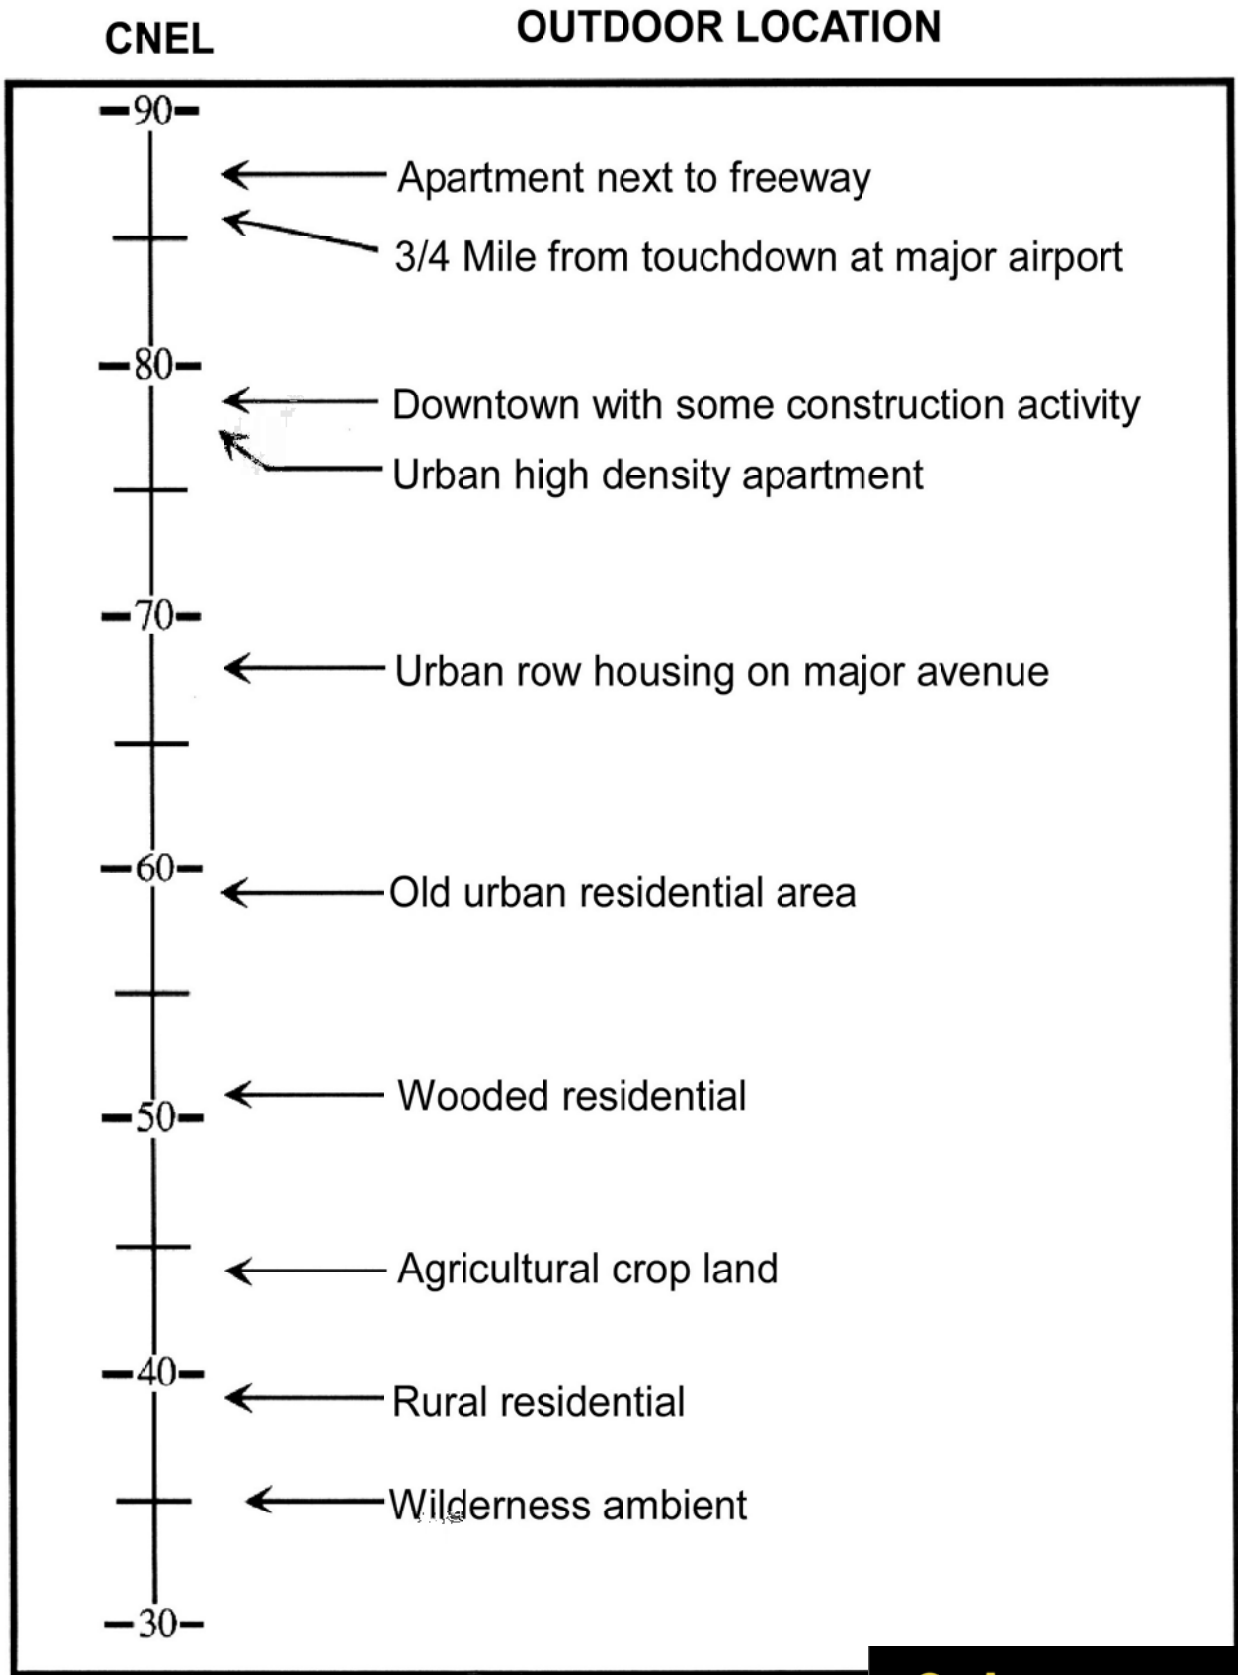 CNEL OUTDOOR LOCATION
90
Apartment next to freeway
3/4 Mile from touchdown at major airport
80
Downtown with some construction activity
Urban high density apartment
70
Urban row housing on major avenue
60
Old urban residential area
Wooded residential
50
Agricultural crop land
40
Rural residential
Wilderness ambient
30